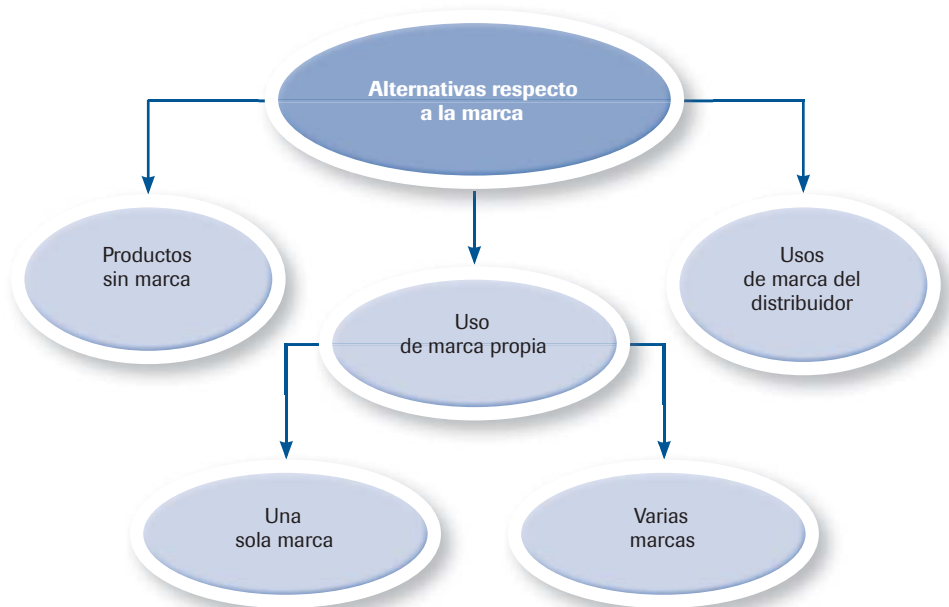 Alternativas respecto
a la marca
Productos
sin marca
Uso
de marca propia
Usos
de marca del
distribuidor
Una
sola marca
Varias
marcas